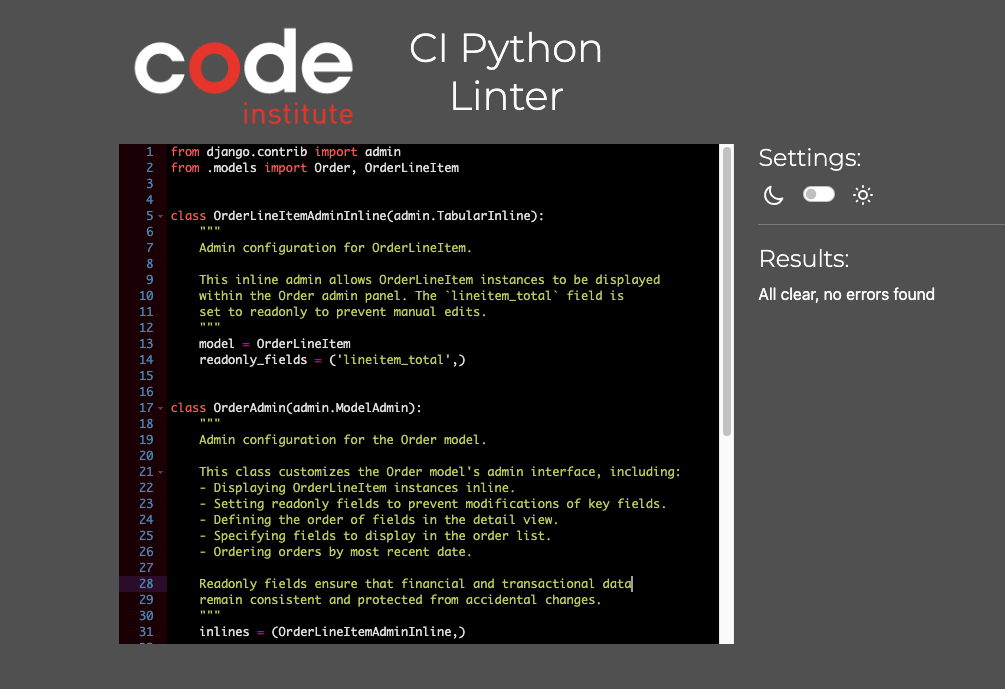 code
institute
CI Python
Linter
1 from django.contrib import admin
2 from .models import Order, OrderLineItem
3
4
5 class OrderLineItemAdminInline(admin.TabularInline):
6     """
7     Admin configuration for OrderLineItem.
8
9     This inline admin allows OrderLineItem instances to be displayed
10     within the Order admin panel. The `lineitem_total` field is
11     set to readonly to prevent manual edits.
12     """
13     model = OrderLineItem
14     readonly_fields = ('lineitem_total',)
15
16
17 class OrderAdmin(admin.ModelAdmin):
18     """
19     Admin configuration for the Order model.
20
21     This class customizes the Order model's admin interface, including:
22     - Displaying OrderLineItem instances inline.
23     - Setting readonly fields to prevent modifications of key fields.
24     - Defining the order of fields in the detail view.
25     - Specifying fields to display in the order list.
26     - Ordering orders by most recent date.
27
28     Readonly fields ensure that financial and transactional data
29     remain consistent and protected from accidental changes.
30     """
31     inlines = (OrderLineItemAdminInline,)
Settings:
Results:
All clear, no errors found